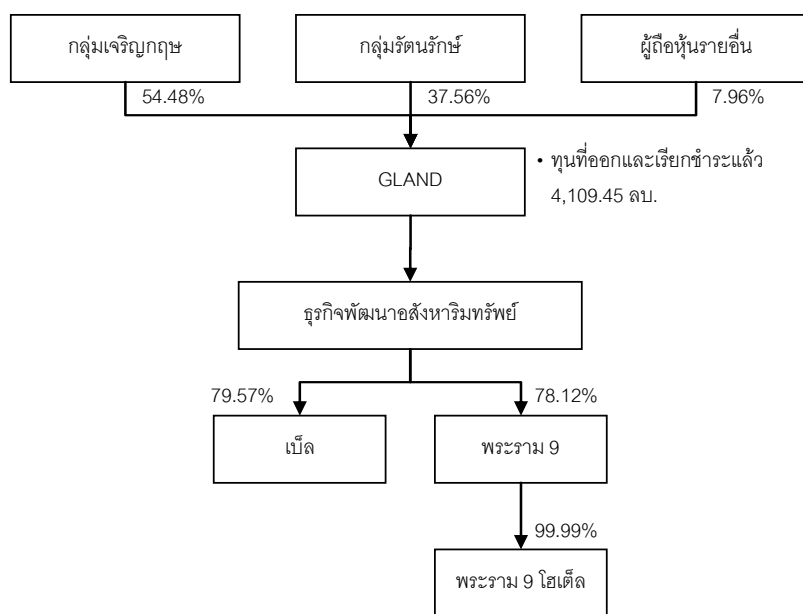 กลุ่มเจริญกฤษ
กลุ่มรัตนรักษ์
ผู้ถือหุ้นรายอื่น
54.48%
37.56%
7.96%
GLAND
• ทุนที่ออกและเรียกชำระแล้ว
4,109.45 ลบ.
ธุรกิจพัฒนาอสังหาริมทรัพย์
79.57%
78.12%
เบ็ล
พระราม 9
99.99%
พระราม 9 โฮเต็ล